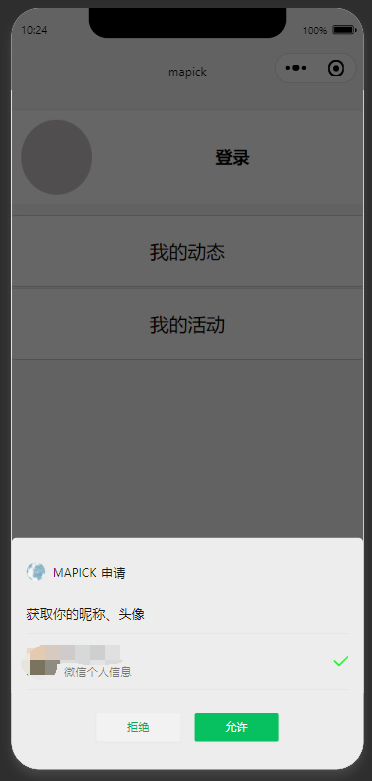 10:24
100%
mapick
登录
我的动态
我的活动
MAPICK 申请
获取你的昵称、头像
微信个人信息
拒绝
允许